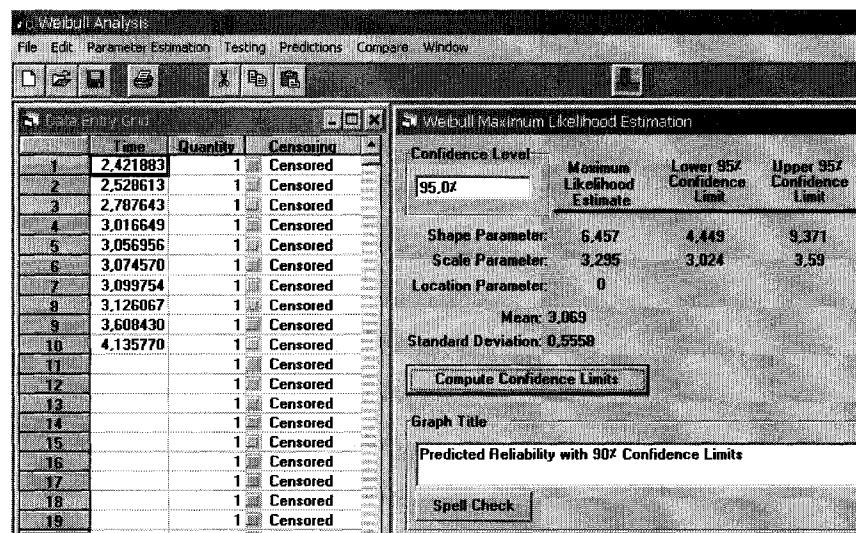 Weibull Analysis
File Edit Parameter Estimation Testing Predictions Compare Window
Data Entry Grid
Time Quantity Censoring
1 2,421883 1 Censored
2 2,528613 1 Censored
3 2,787643 1 Censored
4 3,016649 1 Censored
5 3,056956 1 Censored
6 3,074570 1 Censored
7 3,099754 1 Censored
8 3,126067 1 Censored
9 3,608430 1 Censored
10 4,135770 1 Censored
11 1 Censored
12 1 Censored
13 1 Censored
14 1 Censored
15 1 Censored
16 1 Censored
17 1 Censored
18 1 Censored
19 1 Censored
Weibull Maximum Likelihood Estimation
Confidence Level
95,0%
Maximum Likelihood Estimate
Lower 95% Confidence Limit
Upper 95% Confidence Limit
Shape Parameter: 6,457 4,449 9,371
Scale Parameter: 3,295 3,024 3,59
Location Parameter: 0
Mean: 3,069
Standard Deviation: 0,5558
Compute Confidence Limits
Graph Title
Predicted Reliability with 90% Confidence Limits
Spell Check